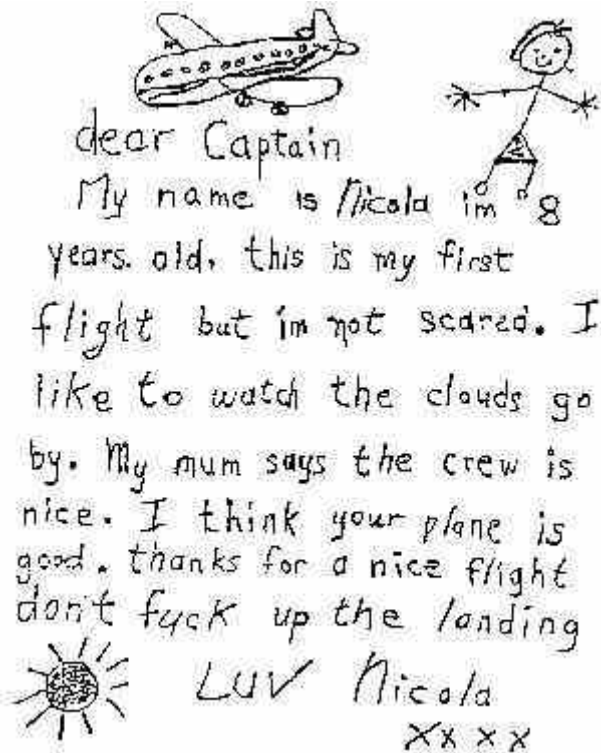 dear Captain
My name is Nicola im 8
years. old, this is my first
flight but im not scared. I
like to watch the clouds go
by. My mum says the crew is
nice. I think your plane is
good. thanks for a nice flight
don't fuck up the landing
LUV Nicola
XXXX